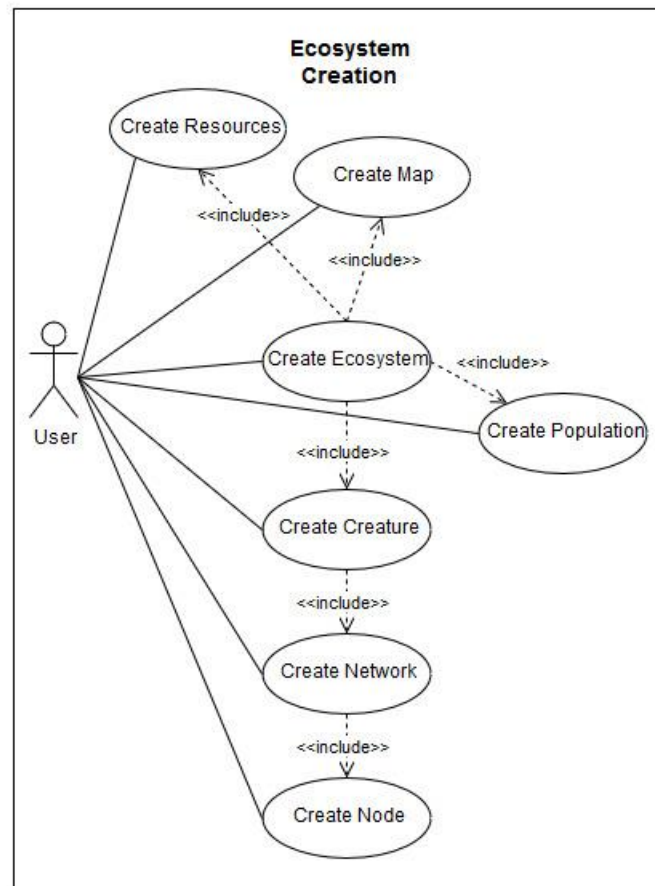 Ecosystem
Creation
Create Resources
Create Map
<<include>>
<<include>>
Create Ecosystem
<<include>>
User
Create Population
<<include>>
Create Creature
<<include>>
Create Network
<<include>>
Create Node